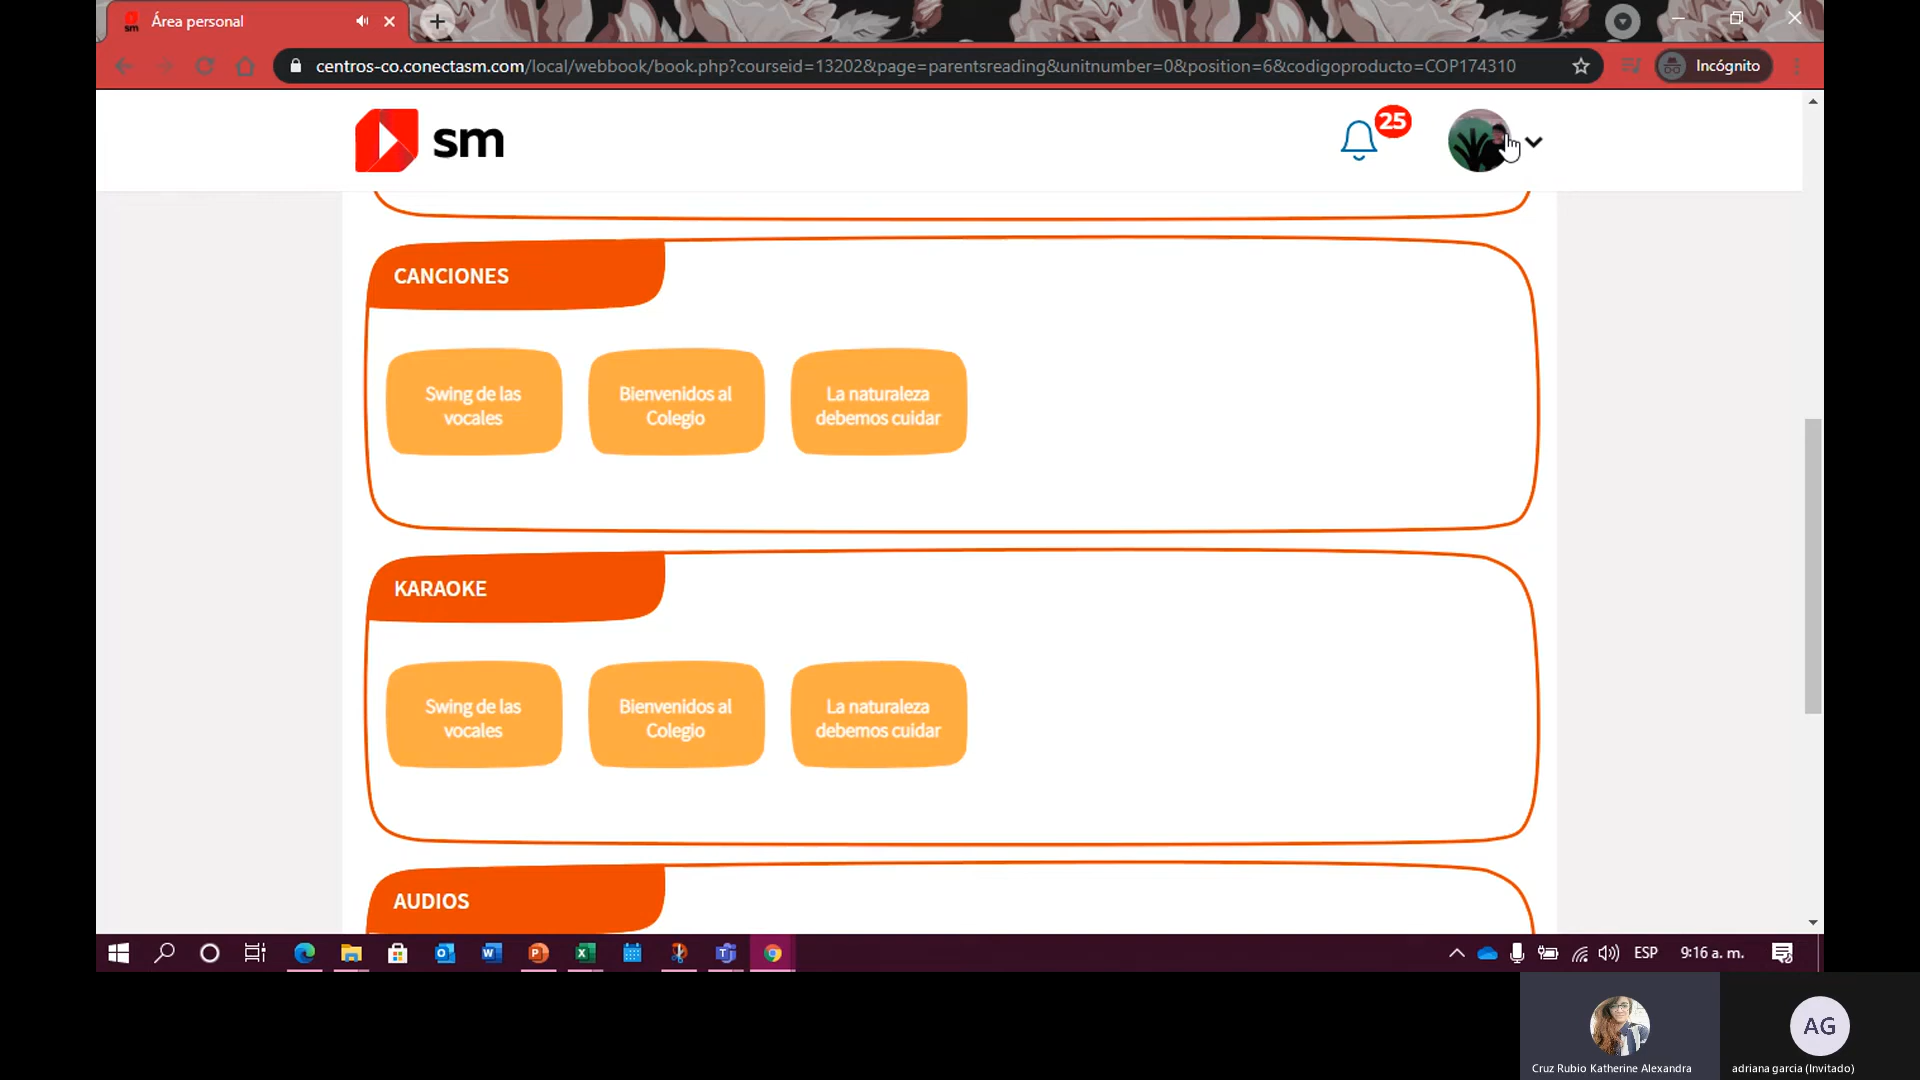 Área personal
centros-co.conectasm.com/local/webbook/book.php?courseid=13202&page=parentsreading&unitnumber=0&position=6&codigoproducto=COP174310
Incógnito
sm
25
CANCIONES
Swing de las
vocales
Bienvenidos al
Colegio
La naturaleza
debemos cuidar
KARAOKE
Swing de las
vocales
Bienvenidos al
Colegio
La naturaleza
debemos cuidar
AUDIOS
ESP
9:16 a. m.
AG
Cruz Rubio Katherine Alexandra
adriana garcia (Invitado)